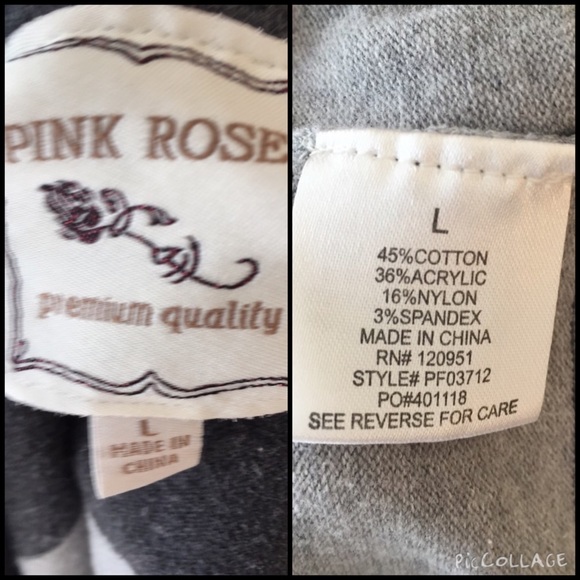 PINK ROSE
premium quality
L
MADE IN
CHINA
L
45%COTTON
36%ACRYLIC
16%NYLON
3%SPANDEX
MADE IN CHINA
RN# 120951
STYLE# PF03712
PO#401118
SEE REVERSE FOR CARE
PicCOLLAGE